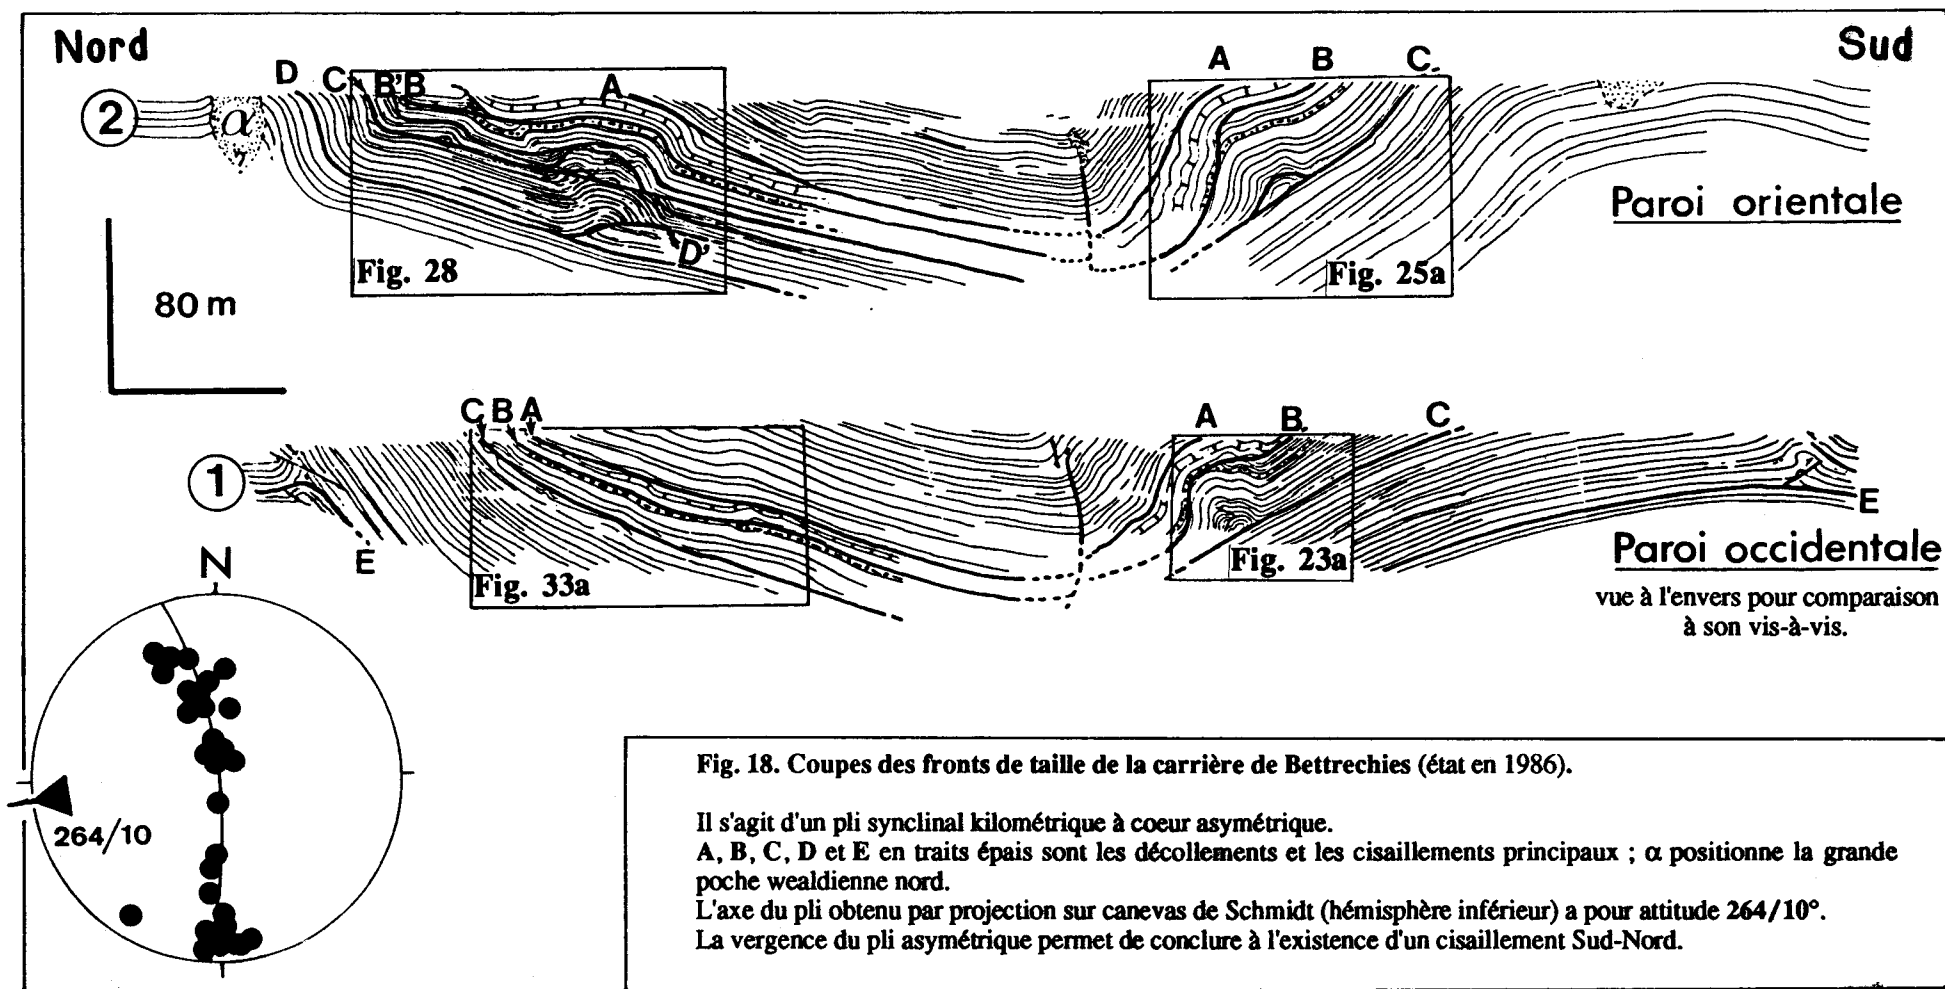 Nord
Sud
D C B' B A A B C
2
α
D'
Fig. 28
Fig. 25a
Paroi orientale
80 m
C B A A B C
1
E
E
Fig. 33a
Fig. 23a
Paroi occidentale
vue à l'envers pour comparaison
à son vis-à-vis.
N
264/10
Fig. 18. Coupes des fronts de taille de la carrière de Bettrechies (état en 1986).
Il s'agit d'un pli synclinal kilométrique à coeur asymétrique.
A, B, C, D et E en traits épais sont les décollements et les cisaillements principaux ; α positionne la grande
poche wealdienne nord.
L'axe du pli obtenu par projection sur canevas de Schmidt (hémisphère inférieur) a pour attitude 264/10°.
La vergence du pli asymétrique permet de conclure à l'existence d'un cisaillement Sud-Nord.